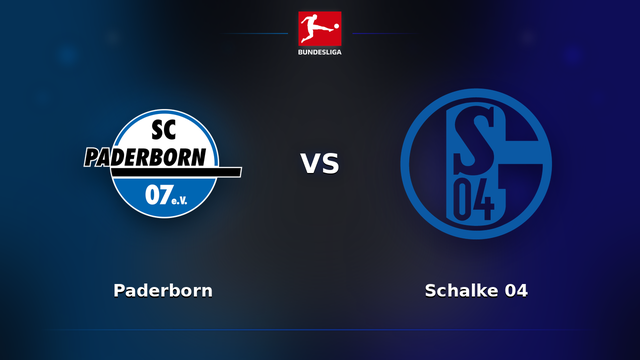 BUNDESLIGA
SC
PADERBORN
07 e.V.
VS
S
04
Paderborn
Schalke 04